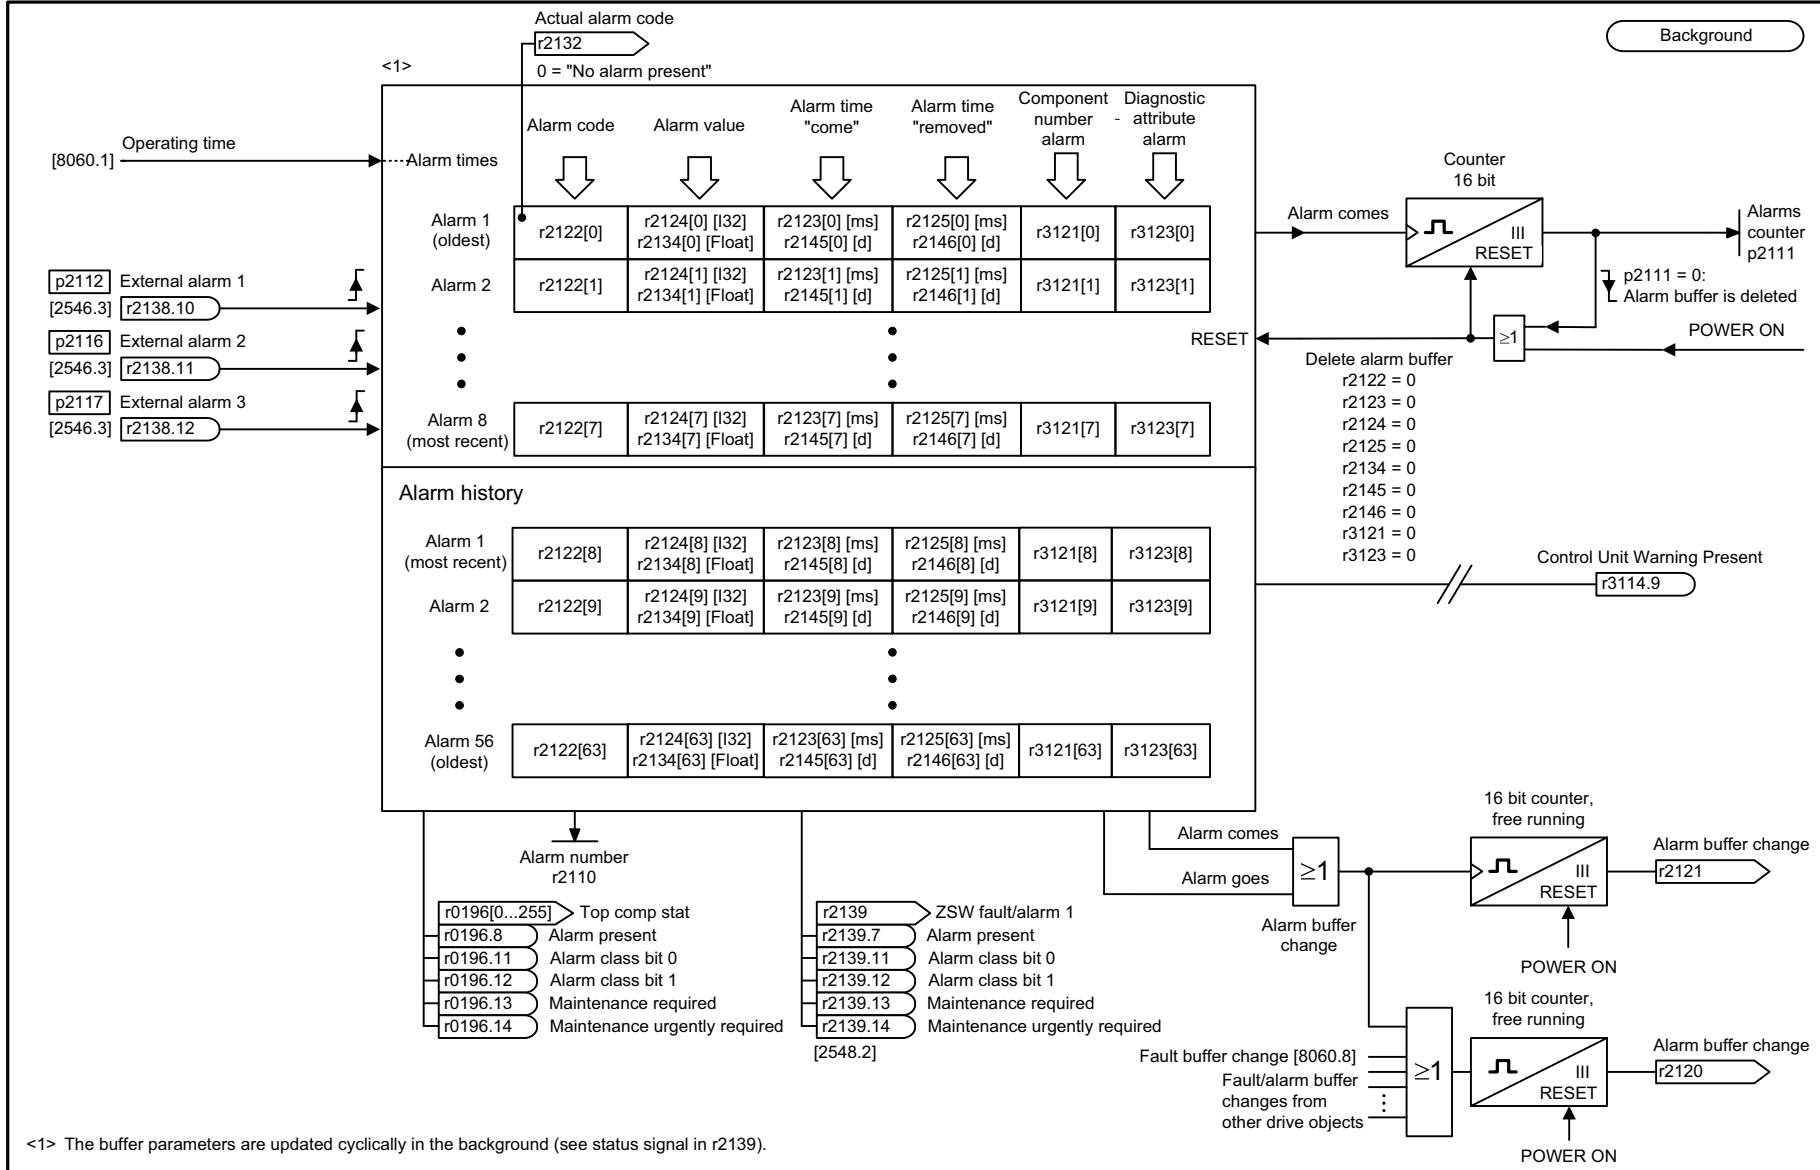 Actual alarm code
r2132
0 = "No alarm present"
Background
<1>
Operating time
[8060.1]
Alarm times
Alarm code
Alarm value
Alarm time
"come"
Alarm time
"removed"
Component
number
alarm
-
Diagnostic
attribute
alarm
Alarm 1
(oldest)
r2122[0]
r2124[0] [I32]
r2134[0] [Float]
r2123[0] [ms]
r2145[0] [d]
r2125[0] [ms]
r2146[0] [d]
r3121[0]
r3123[0]
Alarm 2
r2122[1]
r2124[1] [I32]
r2134[1] [Float]
r2123[1] [ms]
r2145[1] [d]
r2125[1] [ms]
r2146[1] [d]
r3121[1]
r3123[1]
Alarm 8
(most recent)
r2122[7]
r2124[7] [I32]
r2134[7] [Float]
r2123[7] [ms]
r2145[7] [d]
r2125[7] [ms]
r2146[7] [d]
r3121[7]
r3123[7]
p2112 External alarm 1
[2546.3] r2138.10
p2116 External alarm 2
[2546.3] r2138.11
p2117 External alarm 3
[2546.3] r2138.12
Alarm comes
Counter
16 bit
III
RESET
Alarms
counter
p2111
p2111 = 0:
Alarm buffer is deleted
≥1
POWER ON
RESET
Delete alarm buffer
r2122 = 0
r2123 = 0
r2124 = 0
r2125 = 0
r2134 = 0
r2145 = 0
r2146 = 0
r3121 = 0
r3123 = 0
Control Unit Warning Present
r3114.9
Alarm history
Alarm 1
(most recent)
r2122[8]
r2124[8] [I32]
r2134[8] [Float]
r2123[8] [ms]
r2145[8] [d]
r2125[8] [ms]
r2146[8] [d]
r3121[8]
r3123[8]
Alarm 2
r2122[9]
r2124[9] [I32]
r2134[9] [Float]
r2123[9] [ms]
r2145[9] [d]
r2125[9] [ms]
r2146[9] [d]
r3121[9]
r3123[9]
Alarm 56
(oldest)
r2122[63]
r2124[63] [I32]
r2134[63] [Float]
r2123[63] [ms]
r2145[63] [d]
r2125[63] [ms]
r2146[63] [d]
r3121[63]
r3123[63]
Alarm number
r2110
r0196[0...255] Top comp stat
r0196.8 Alarm present
r0196.11 Alarm class bit 0
r0196.12 Alarm class bit 1
r0196.13 Maintenance required
r0196.14 Maintenance urgently required
r2139 ZSW fault/alarm 1
r2139.7 Alarm present
r2139.11 Alarm class bit 0
r2139.12 Alarm class bit 1
r2139.13 Maintenance required
r2139.14 Maintenance urgently required
[2548.2]
Alarm comes
Alarm goes
≥1
Alarm buffer
change
16 bit counter,
free running
III
RESET
POWER ON
Alarm buffer change
r2121
Fault buffer change [8060.8]
Fault/alarm buffer
changes from
other drive objects
≥1
16 bit counter,
free running
III
RESET
POWER ON
Alarm buffer change
r2120
<1> The buffer parameters are updated cyclically in the background (see status signal in r2139).